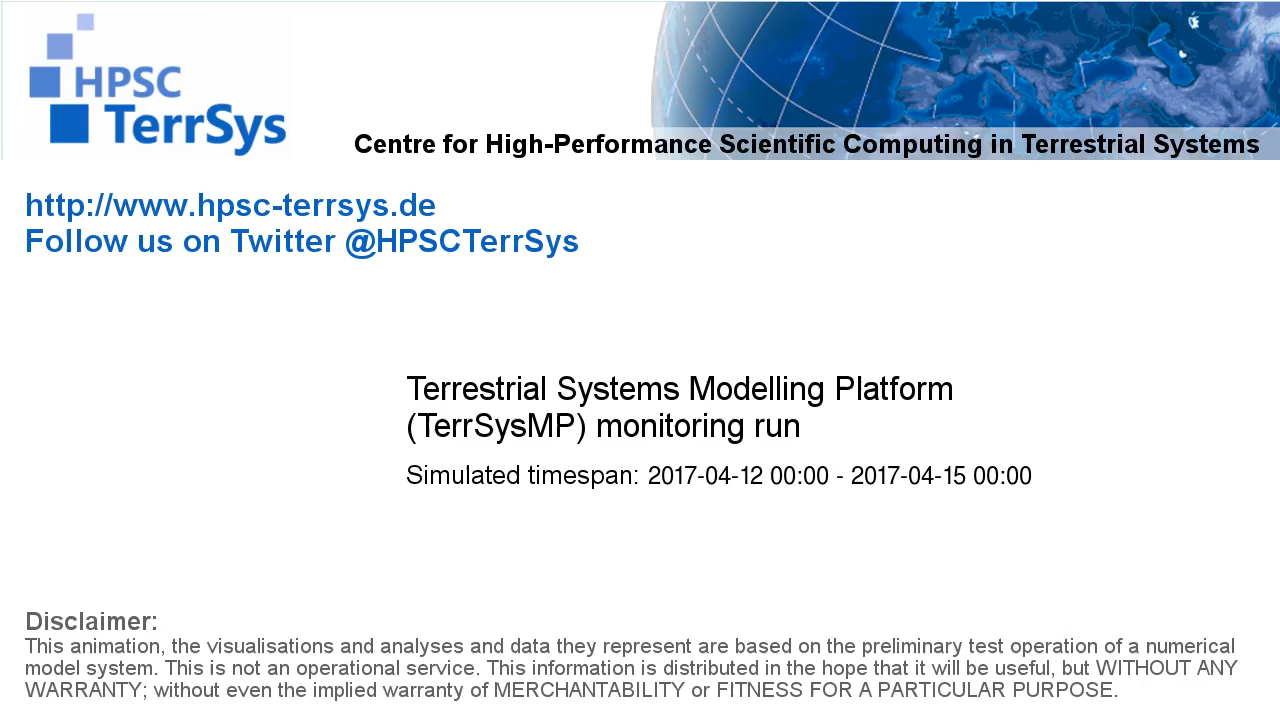 HPSC
TerrSys
Centre for High-Performance Scientific Computing in Terrestrial Systems
http://www.hpsc-terrsys.de
Follow us on Twitter @HPSCTerrSys
Terrestrial Systems Modelling Platform
(TerrSysMP) monitoring run
Simulated timespan: 2017-04-12 00:00 - 2017-04-15 00:00
Disclaimer:
This animation, the visualisations and analyses and data they represent are based on the preliminary test operation of a numerical
model system. This is not an operational service. This information is distributed in the hope that it will be useful, but WITHOUT ANY
WARRANTY; without even the implied warranty of MERCHANTABILITY or FITNESS FOR A PARTICULAR PURPOSE.